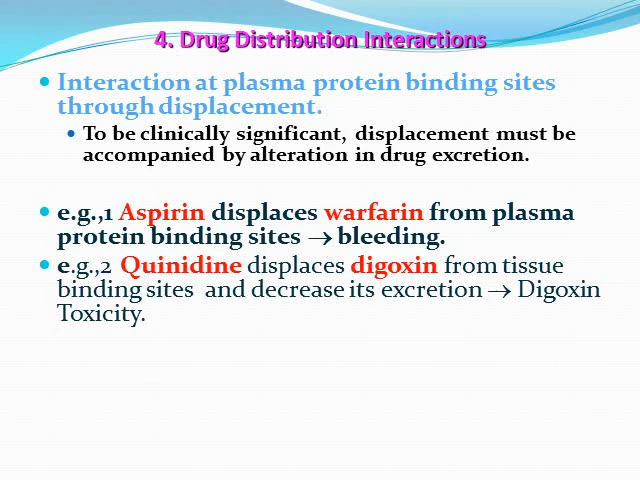 4. Drug Distribution Interactions
• Interaction at plasma protein binding sites
through displacement.
• To be clinically significant, displacement must be
accompanied by alteration in drug excretion.
• e.g.,1 Aspirin displaces warfarin from plasma
protein binding sites → bleeding.
• e.g.,2 Quinidine displaces digoxin from tissue
binding sites and decrease its excretion → Digoxin
Toxicity.